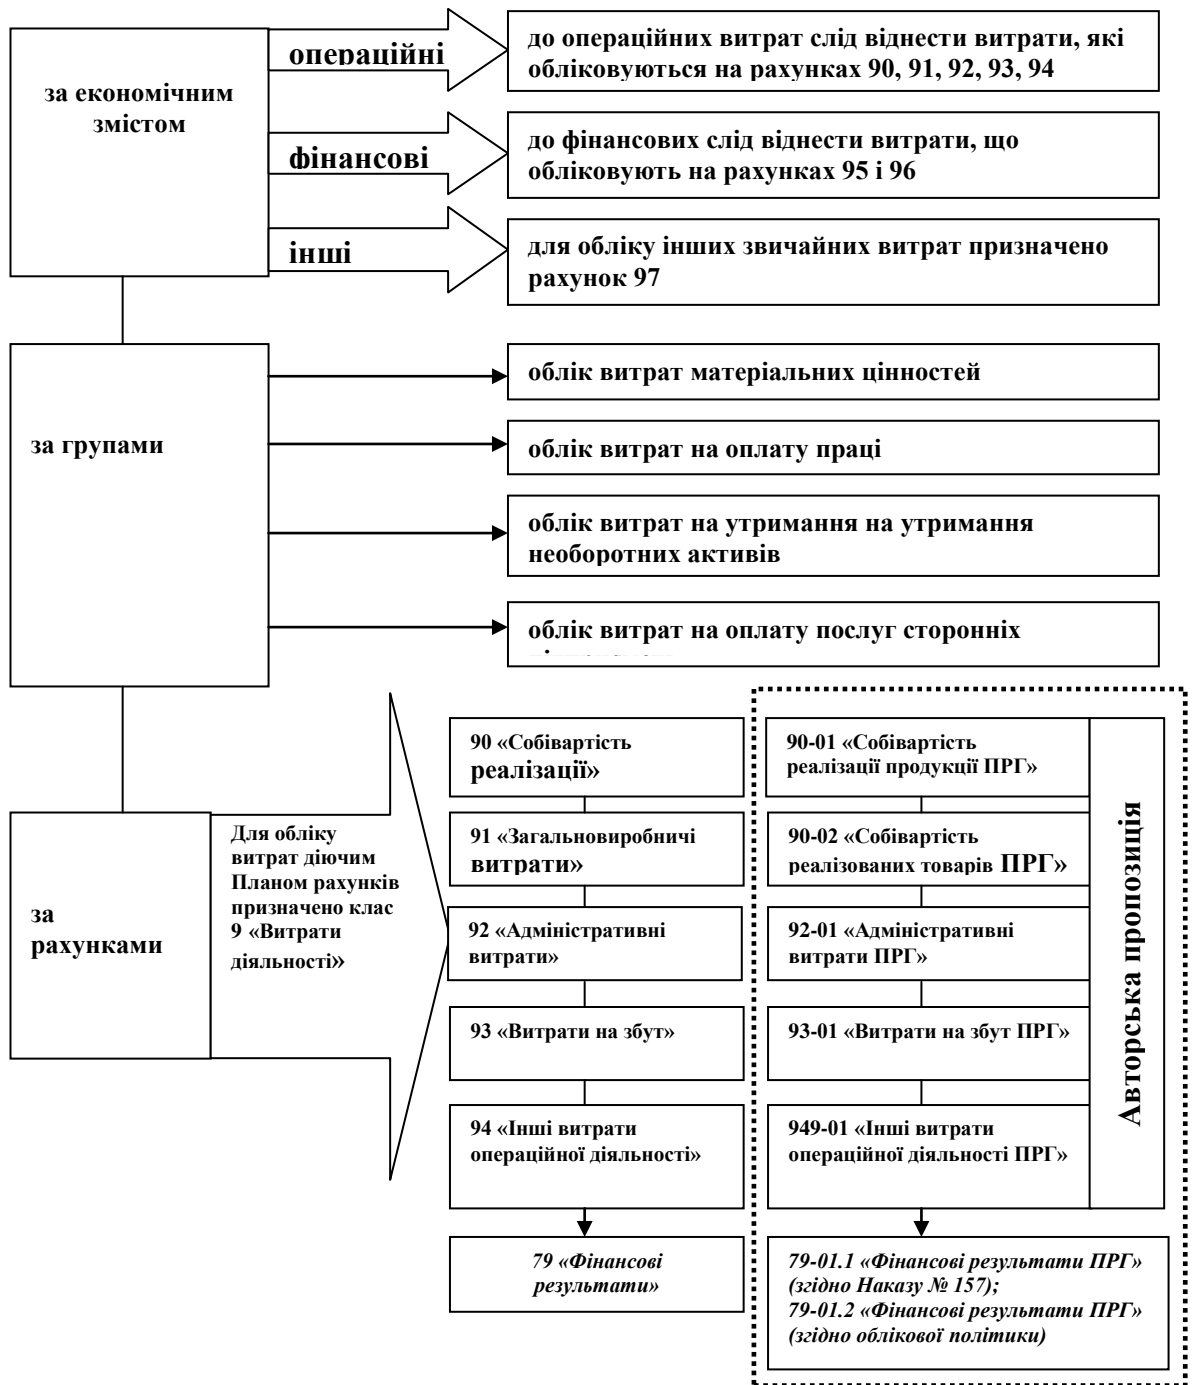 за економічним
змістом
операційні
до операційних витрат слід віднести витрати, які
обліковуються на рахунках 90, 91, 92, 93, 94
фінансові
до фінансових слід віднести витрати, що
обліковують на рахунках 95 і 96
інші
для обліку інших звичайних витрат призначено
рахунок 97
за групами
облік витрат матеріальних цінностей
облік витрат на оплату праці
облік витрат на утримання на утримання
необоротних активів
облік витрат на оплату послуг сторонніх
за
рахунками
Для обліку
витрат діючим
Планом рахунків
призначено клас
9 «Витрати
діяльності»
90 «Собівартість
реалізації»
91 «Загальновиробничі
витрати»
92 «Адміністративні
витрати»
93 «Витрати на збут»
94 «Інші витрати
операційної діяльності»
79 «Фінансові
результати»
90-01 «Собівартість
реалізації продукції ПРГ»
90-02 «Собівартість
реалізованих товарів ПРГ»
92-01 «Адміністративні
витрати ПРГ»
93-01 «Витрати на збут ПРГ»
949-01 «Інші витрати
операційної діяльності ПРГ»
79-01.1 «Фінансові результати ПРГ»
(згідно Наказу № 157);
79-01.2 «Фінансові результати ПРГ»
(згідно облікової політики)
Авторська пропозиція